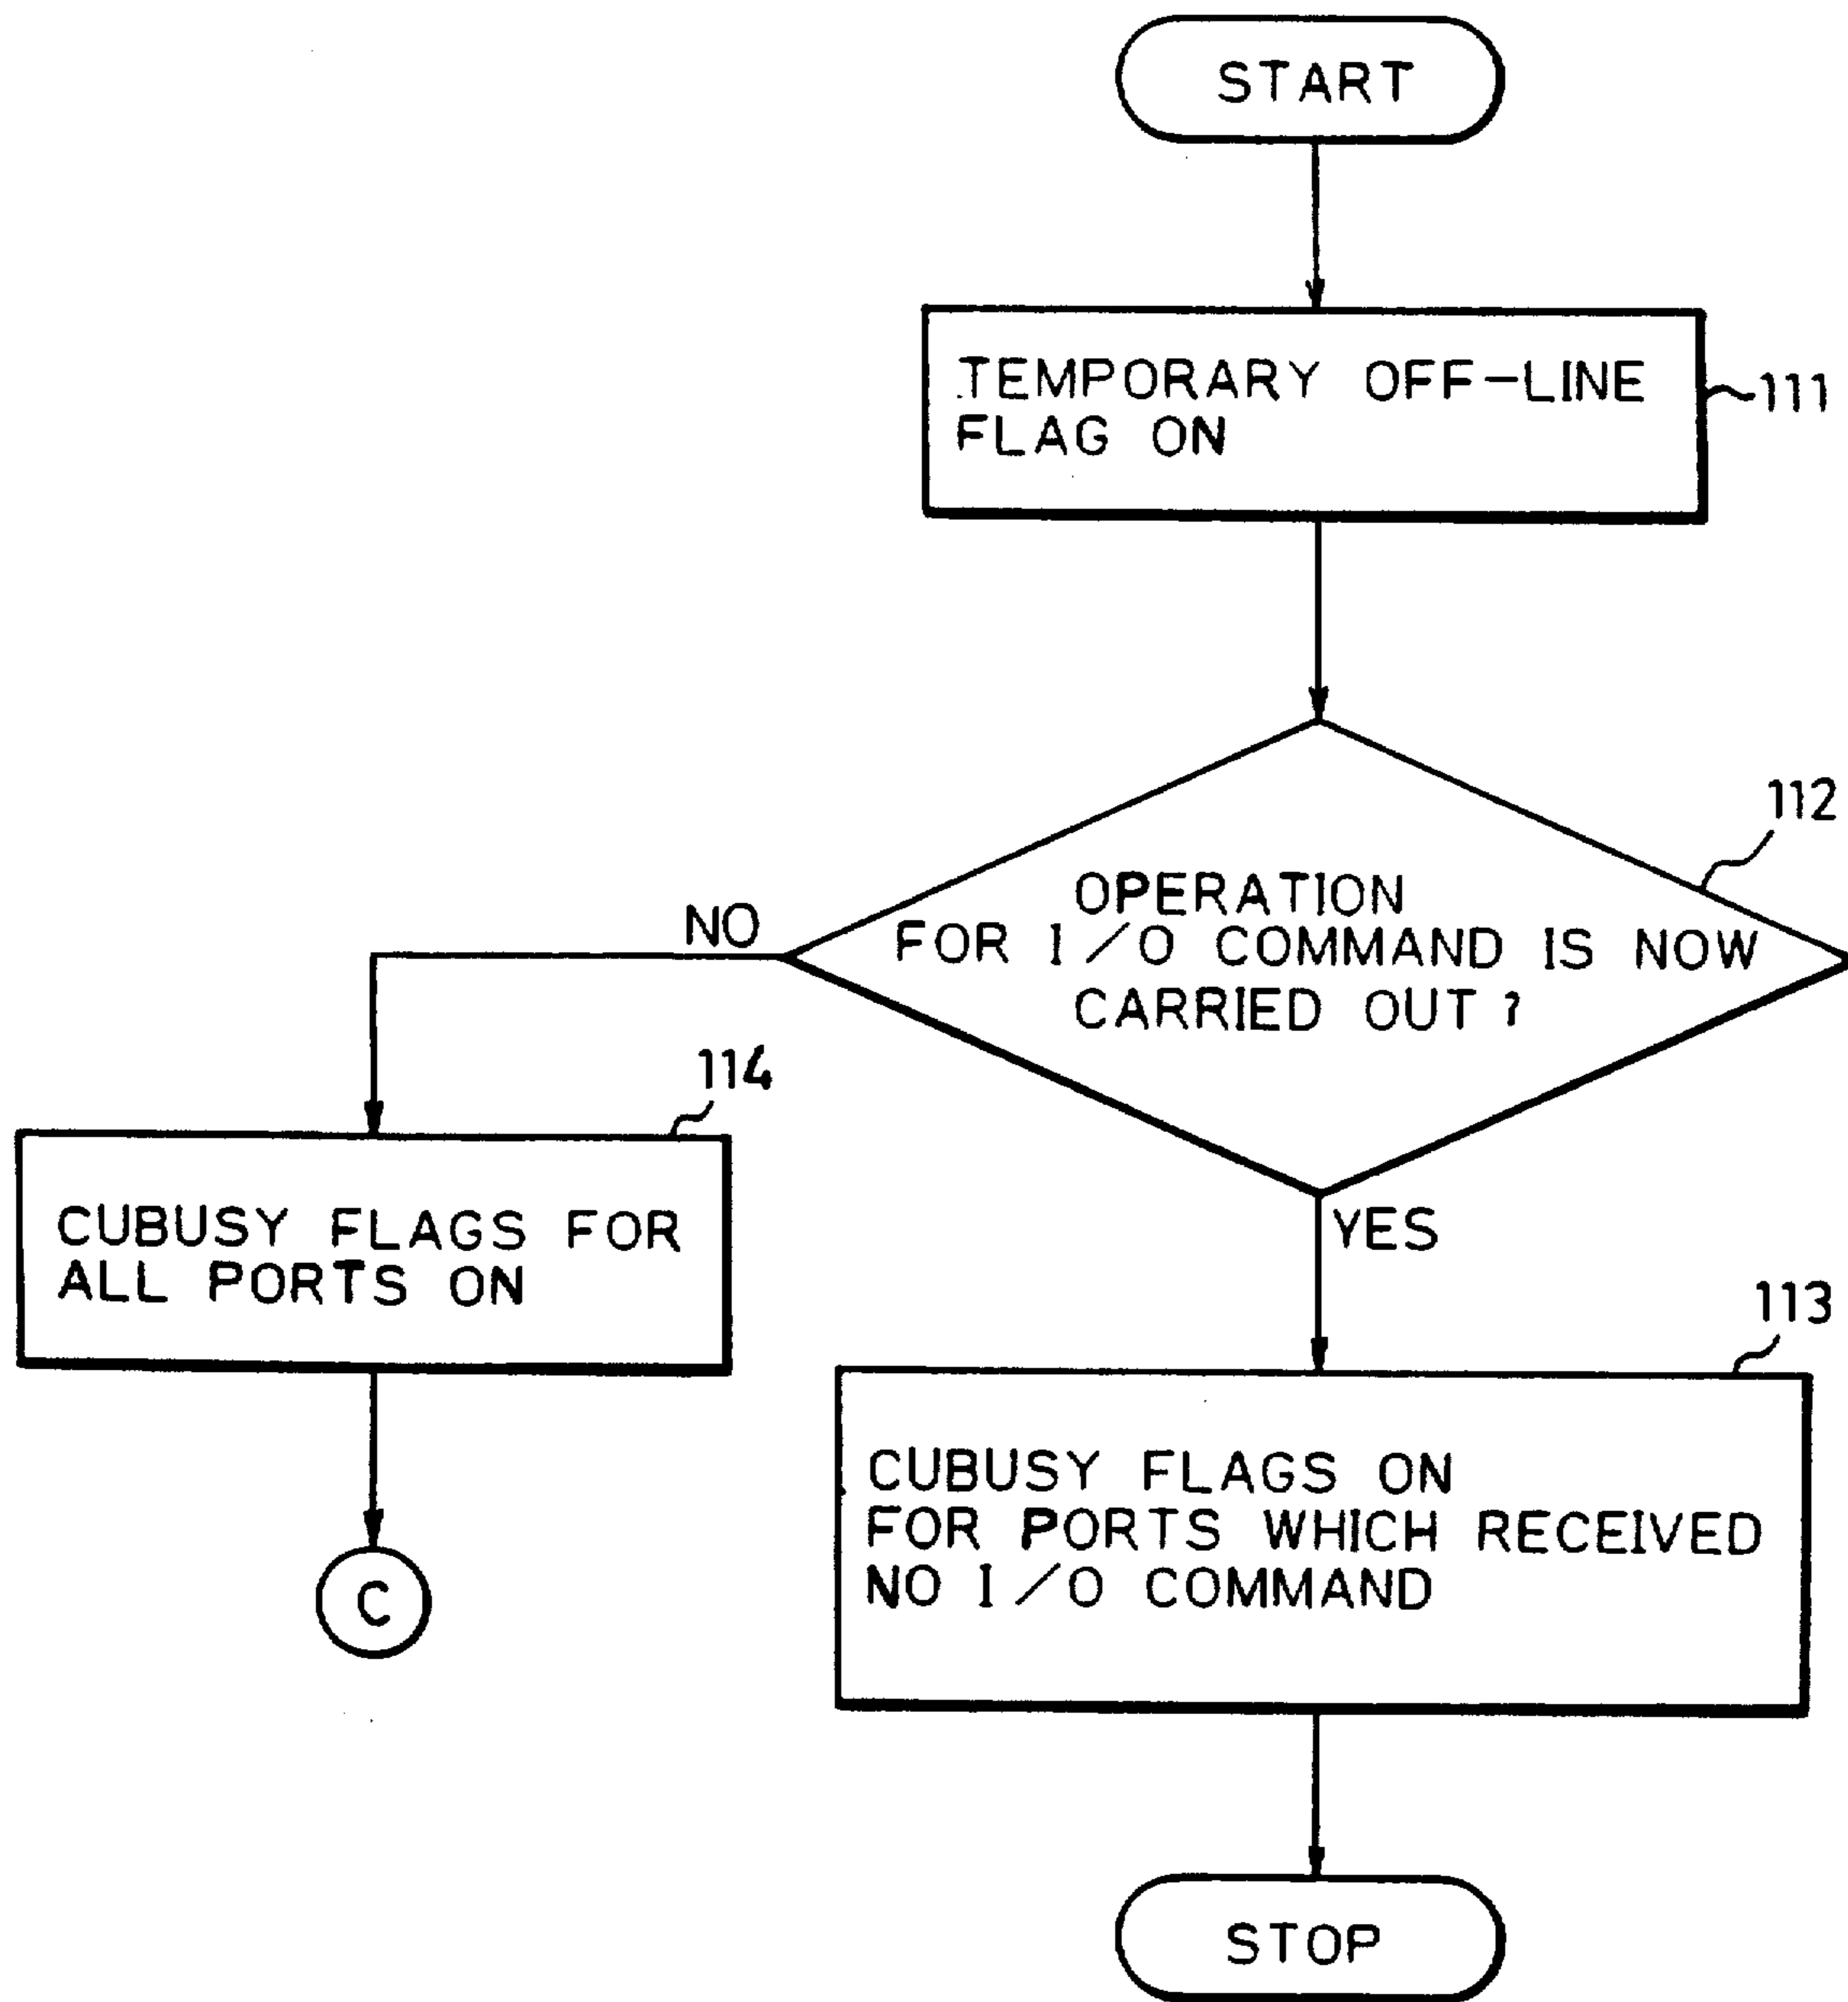 START
TEMPORARY OFF-LINE
FLAG ON
111
112
OPERATION
FOR I/O COMMAND IS NOW
CARRIED OUT?
NO
114
CUBUSY FLAGS FOR
ALL PORTS ON
YES
113
CUBUSY FLAGS ON
FOR PORTS WHICH RECEIVED
NO I/O COMMAND
C
STOP